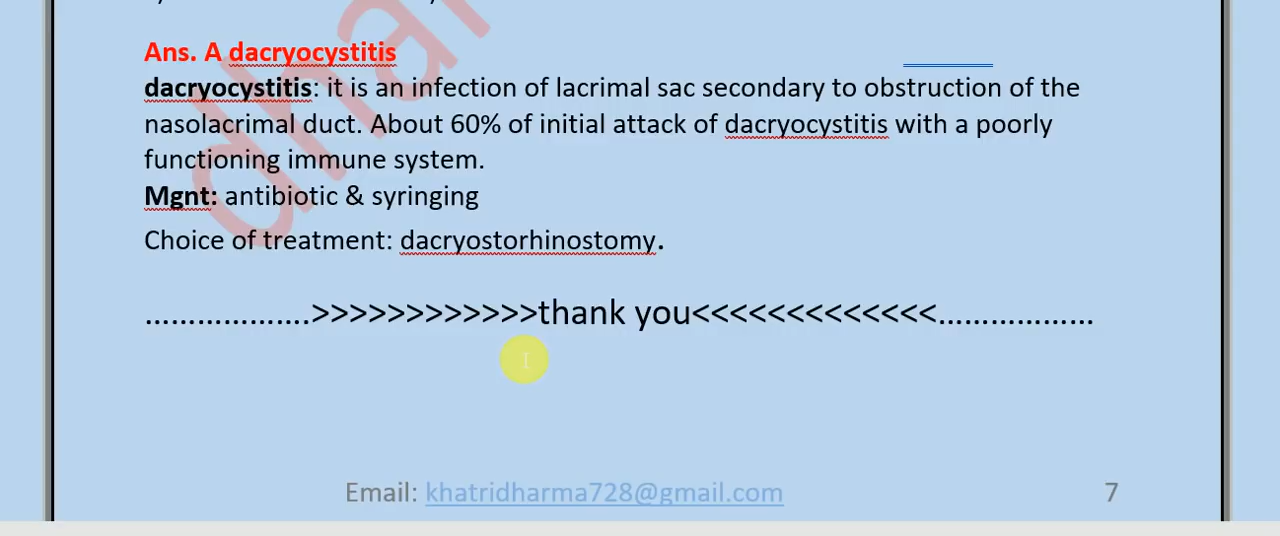 Ans. A dacryocystitis
dacryocystitis: it is an infection of lacrimal sac secondary to obstruction of the
nasolacrimal duct. About 60% of initial attack of dacryocystitis with a poorly
functioning immune system.
Mgnt: antibiotic & syringing
Choice of treatment: dacryostorhinostomy.
..................>>>>>>>>>>>>thank you<<<<<<<<<<<<<.................
Email: khatridharma728@gmail.com 7